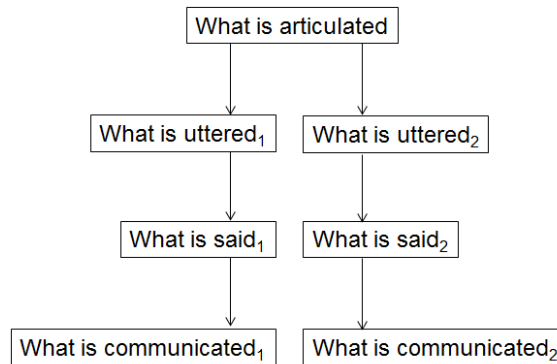 What is articulated
What is uttered₁ What is uttered₂
What is said₁ What is said₂
What is communicated₁ What is communicated₂